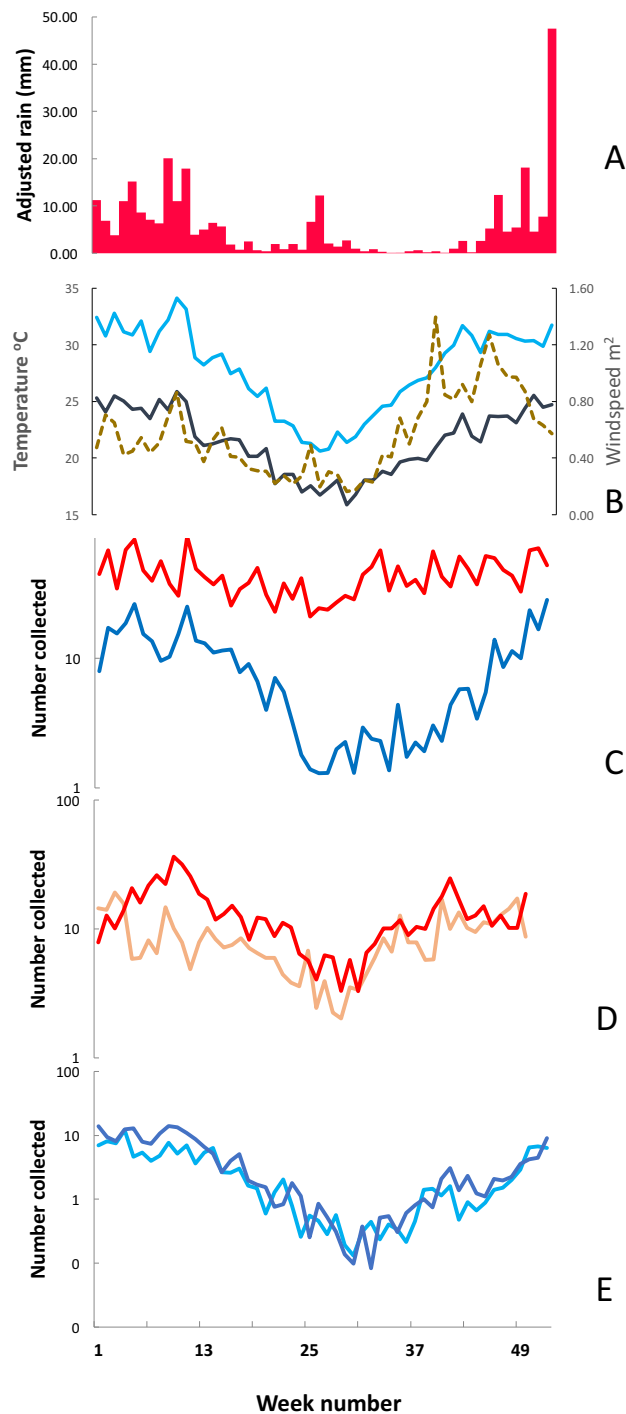 50.00
40.00
30.00
20.00
10.00
0.00
Adjusted rain (mm)
A
35
30
25
20
15
Temperature ºC
1.60
1.20
0.80
0.40
0.00
Windspeed m²
B
10
1
Number collected
C
100
10
1
Number collected
D
100
10
1
0
0
Number collected
E
1 13 25 37 49
Week number